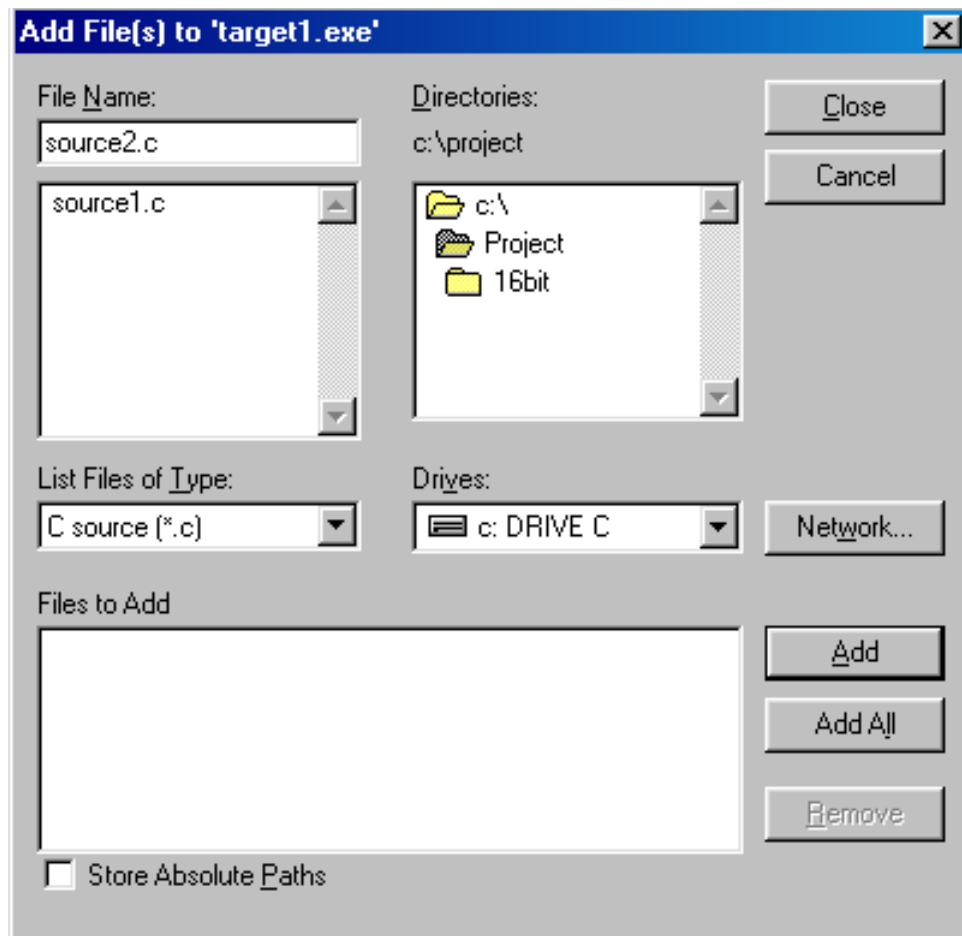 Add File(s) to 'target1.exe'
File Name:
source2.c
source1.c
Directories:
c:\project
c:\
Project
16bit
Close
Cancel
List Files of Type:
C source (*.c)
Drives:
c: DRIVE C
Network...
Files to Add
Add
Add All
Remove
Store Absolute Paths